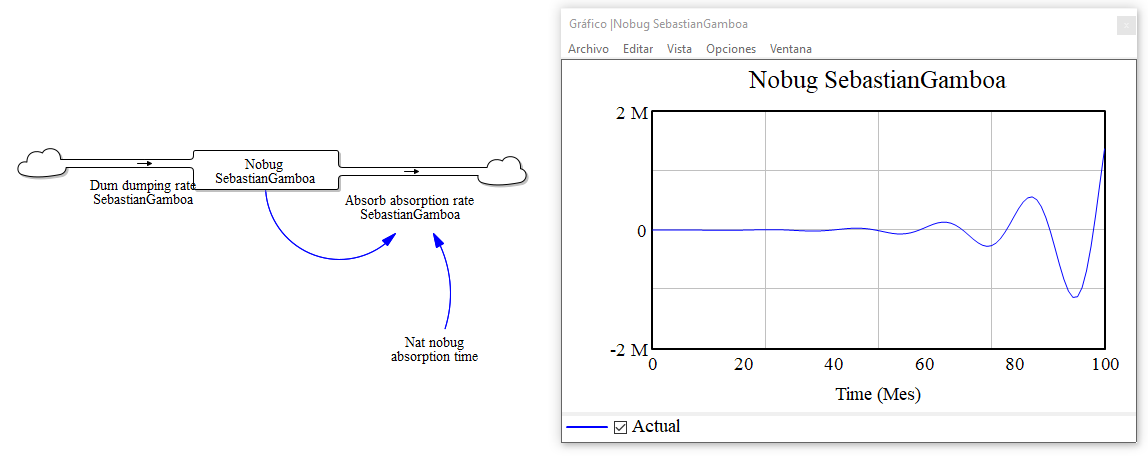 Nobug
SebastianGamboa
Dum dumping rate
SebastianGamboa
Absorb absorption rate
SebastianGamboa
Nat nobug
absorption time
Gráfico |Nobug SebastianGamboa
x
Archivo Editar Vista Opciones Ventana
Nobug SebastianGamboa
2 M
0
-2 M
0 20 40 60 80 100
Time (Mes)
Actual